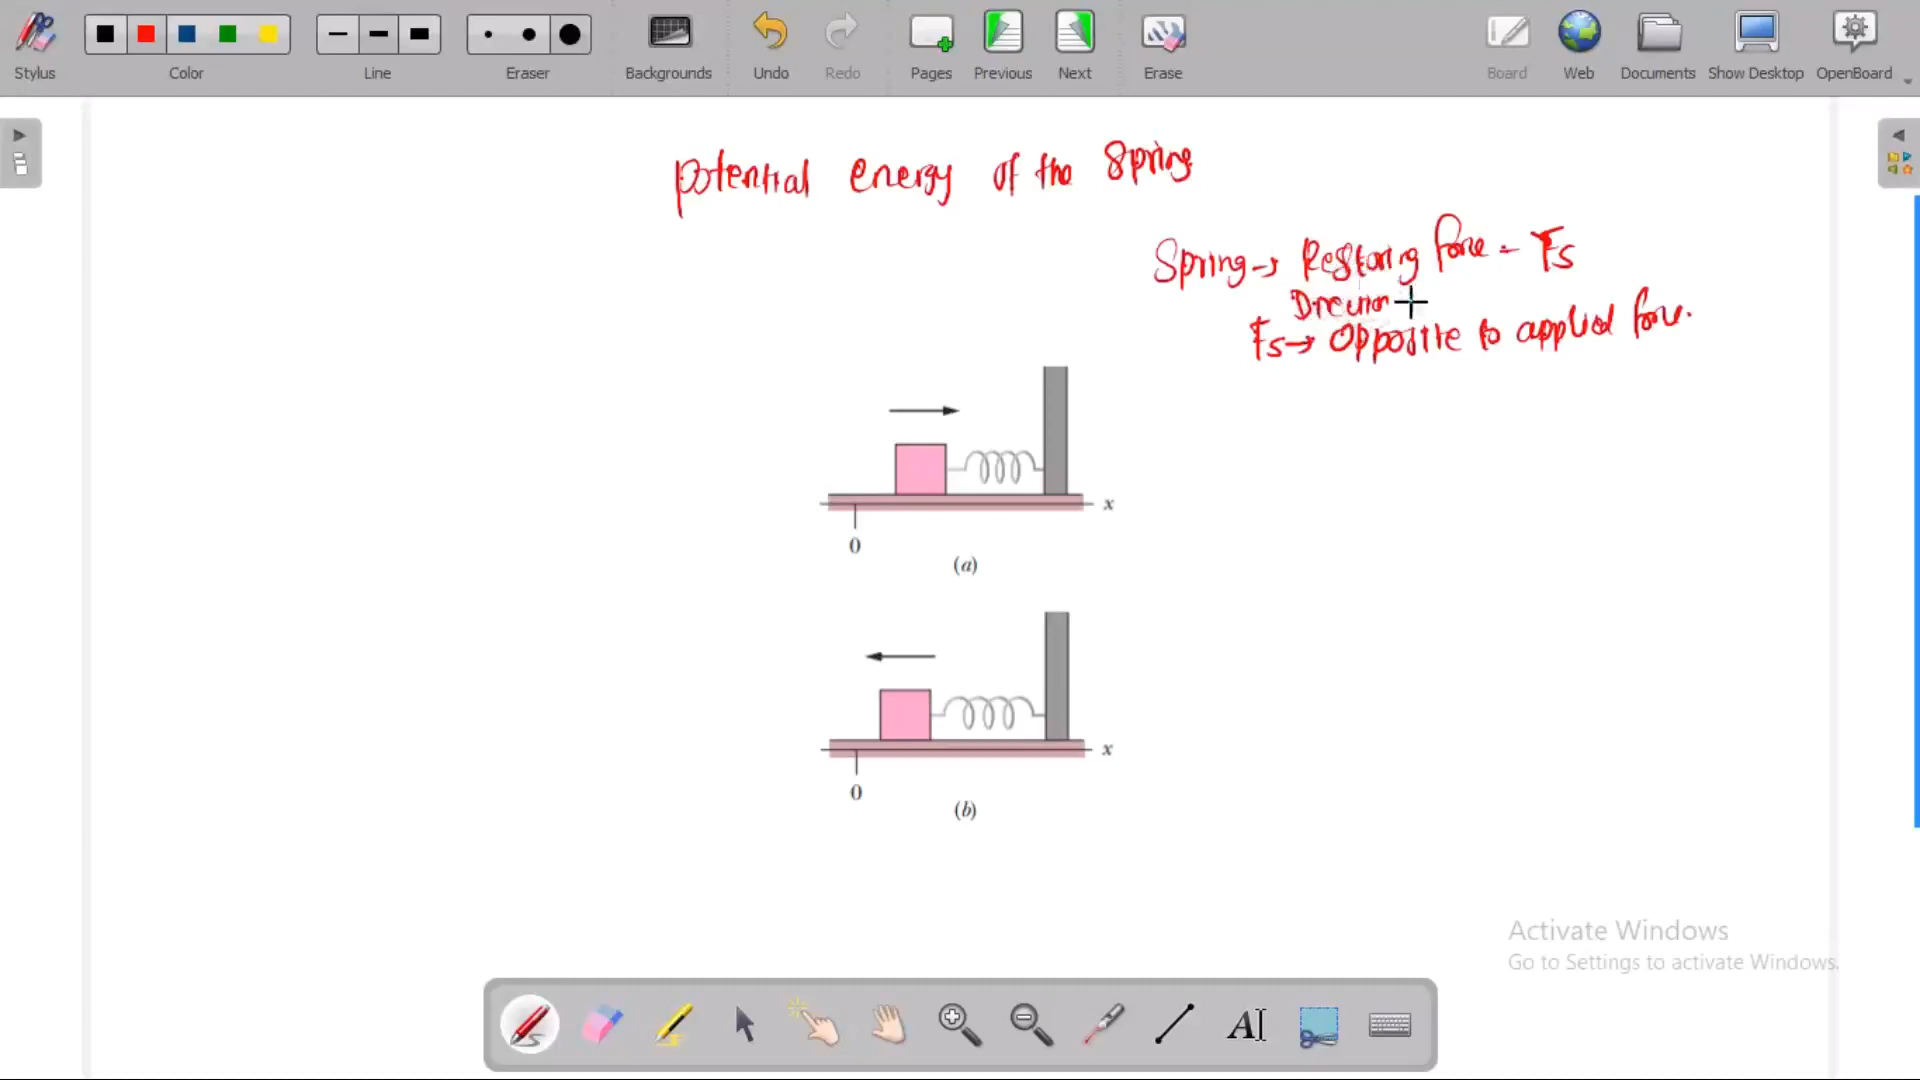 Stylus
Color
Line
Eraser
Backgrounds
Undo
Redo
Pages
Previous
Next
Erase
Board
Web
Documents
Show Desktop
OpenBoard
Potential energy of the Spring
Spring → Restoring force = Fs
Direction
Fs → Opposite to applied force.
x
0
(a)
x
0
(b)
Activate Windows
Go to Settings to activate Windows.
AI